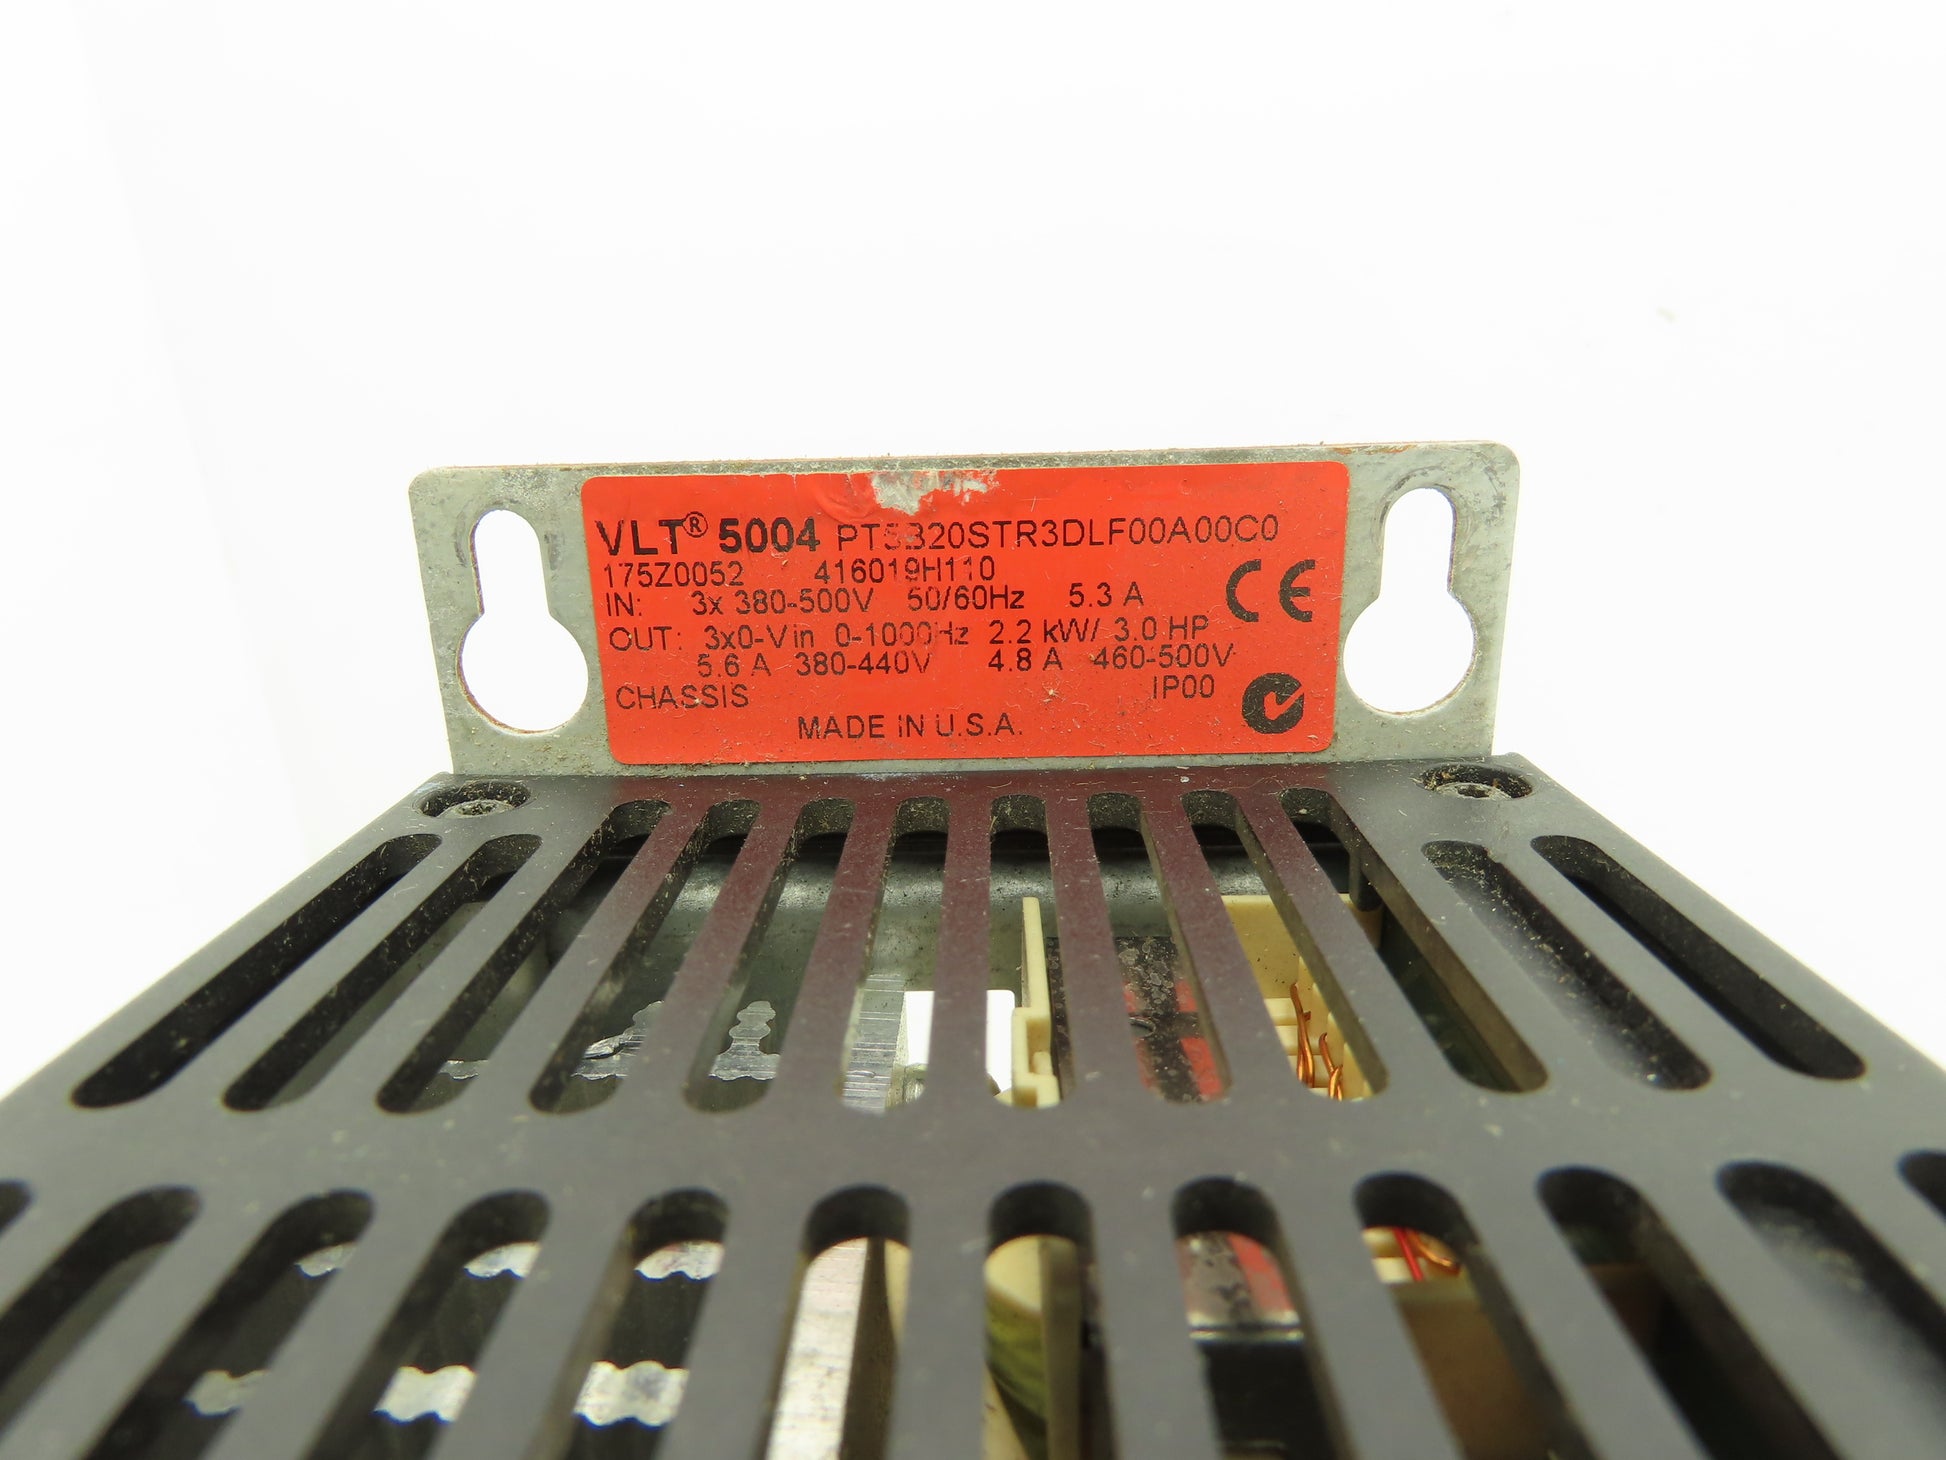 VLT® 5004 PT5B20STR3DLF00A00C0
175Z0052 416019H110
IN: 3x 380-500V 50/60Hz 5.3 A
OUT: 3x0-Vin 0-1000Hz 2.2 kW/ 3.0 HP
5.6 A 380-440V 4.8 A 460-500V
CHASSIS IP00
MADE IN U.S.A.
CE